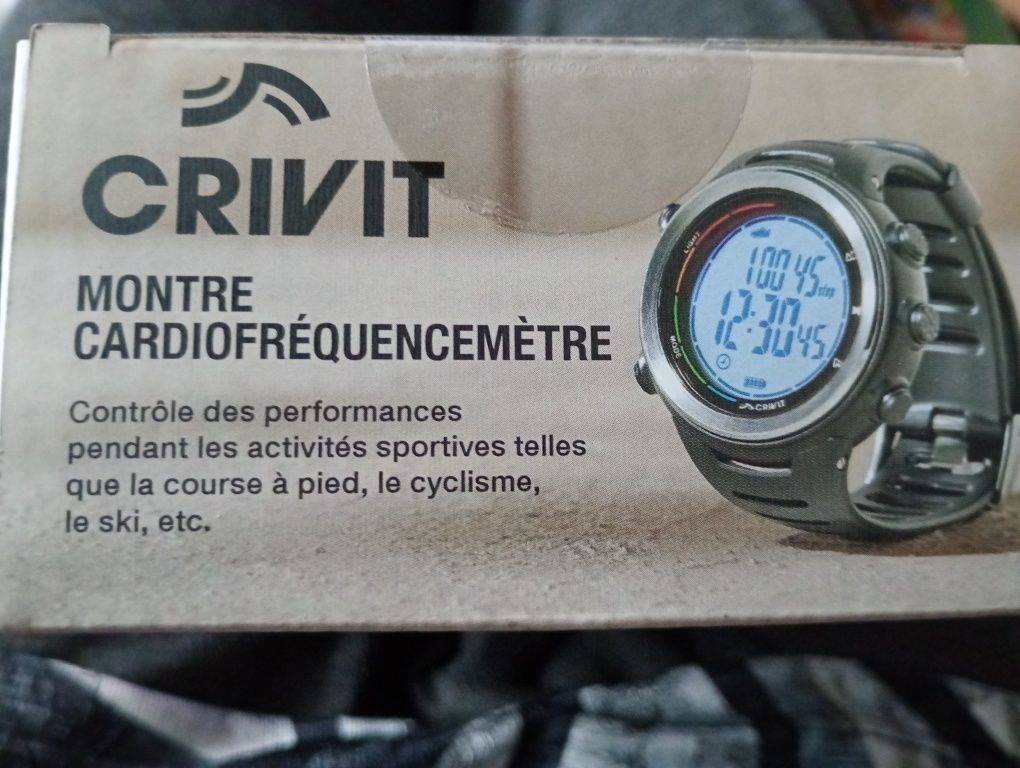 CRIVIT
MONTRE
CARDIOFRÉQUENCEMÈTRE
Contrôle des performances
pendant les activités sportives telles
que la course à pied, le cyclisme,
le ski, etc.
LIGHT
MODE
100 45 step
12:30 45
CRIVIT